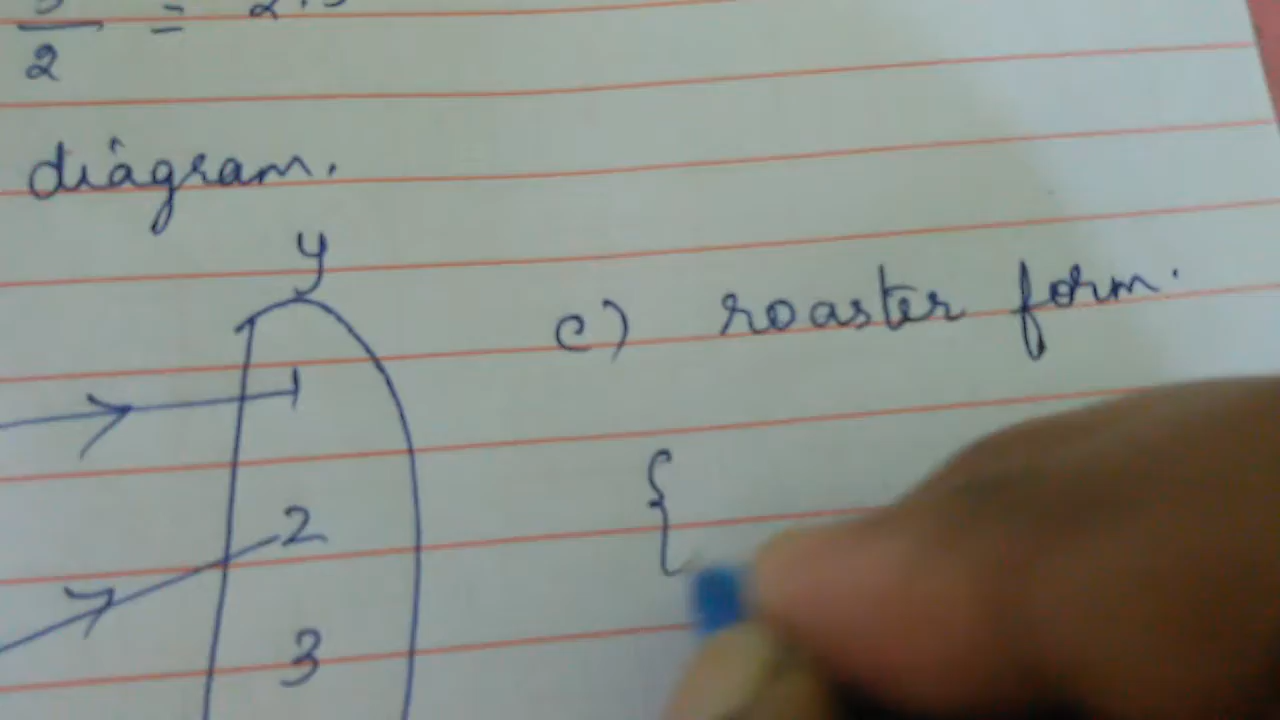 2 =
diagram.
y
c) roaster form.
1
{
2
3